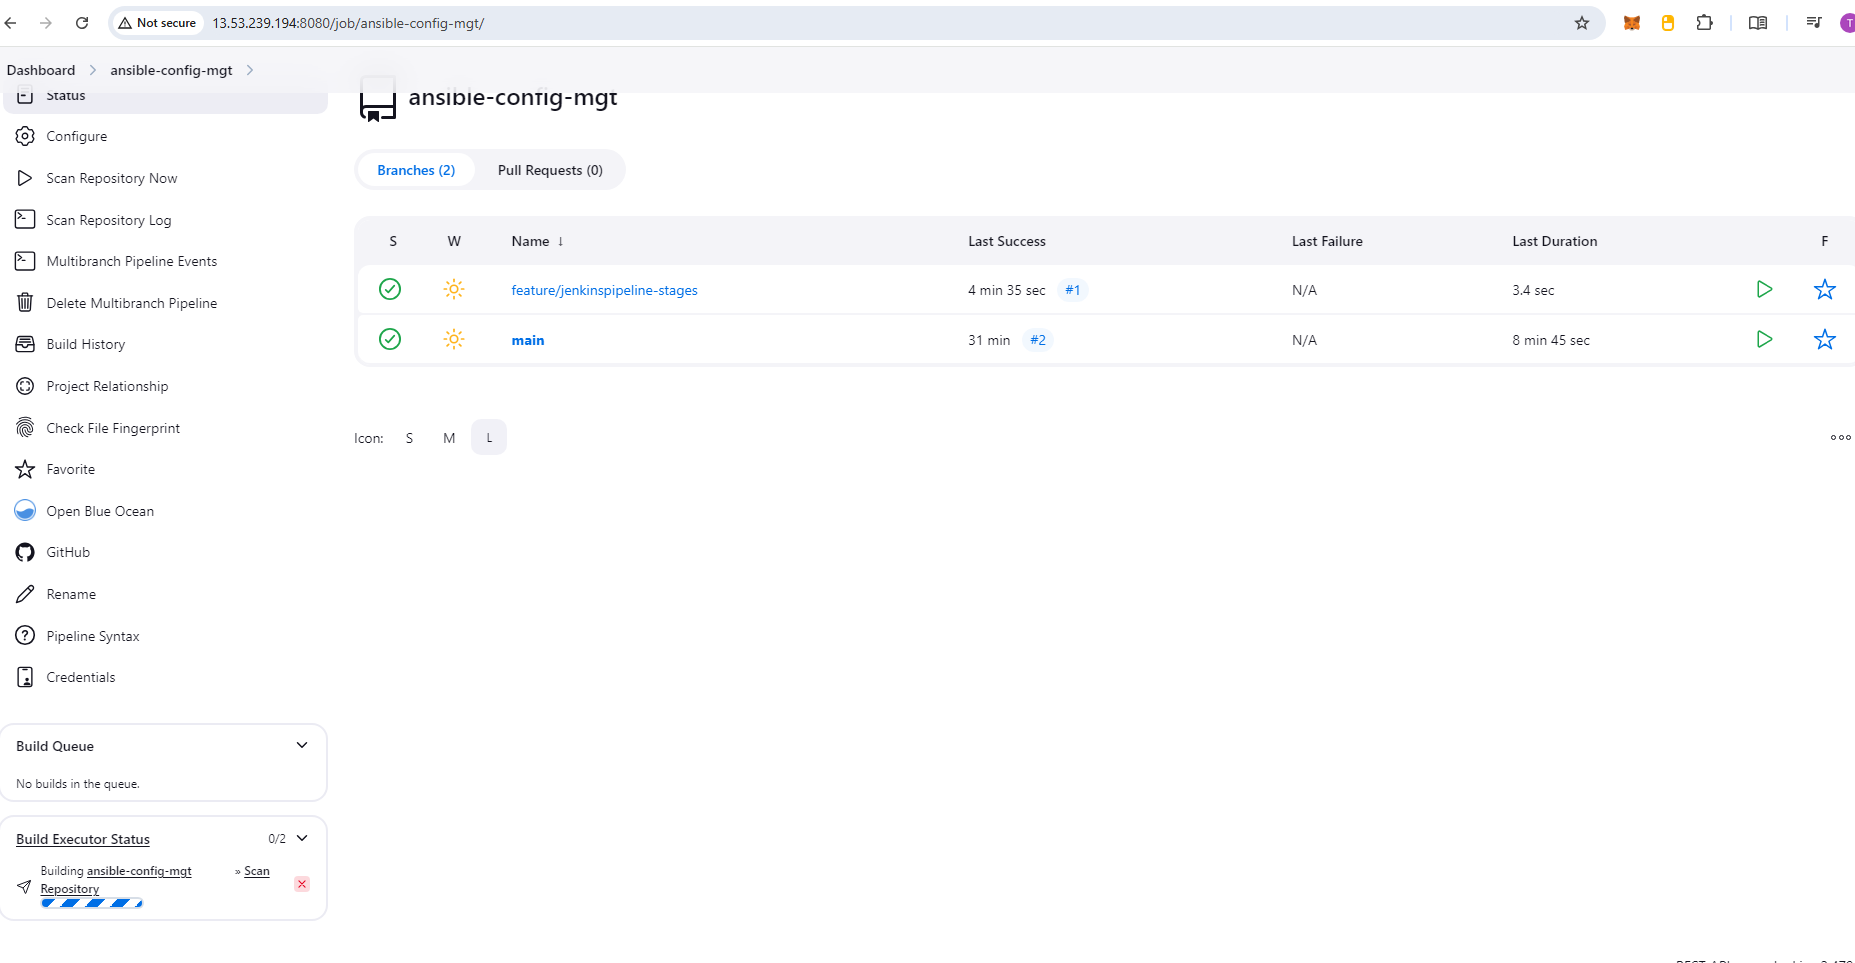 Not secure 13.53.239.194:8080/job/ansible-config-mgt/
T
Dashboard ansible-config-mgt
Status
Configure
Scan Repository Now
Scan Repository Log
Multibranch Pipeline Events
Delete Multibranch Pipeline
Build History
Project Relationship
Check File Fingerprint
Favorite
Open Blue Ocean
GitHub
Rename
Pipeline Syntax
Credentials
Build Queue
No builds in the queue.
Build Executor Status 0/2
Building ansible-config-mgt » Scan
Repository
ansible-config-mgt
Branches (2) Pull Requests (0)
S W Name ↓ Last Success Last Failure Last Duration F
feature/jenkinspipeline-stages 4 min 35 sec #1 N/A 3.4 sec
main 31 min #2 N/A 8 min 45 sec
Icon: S M L